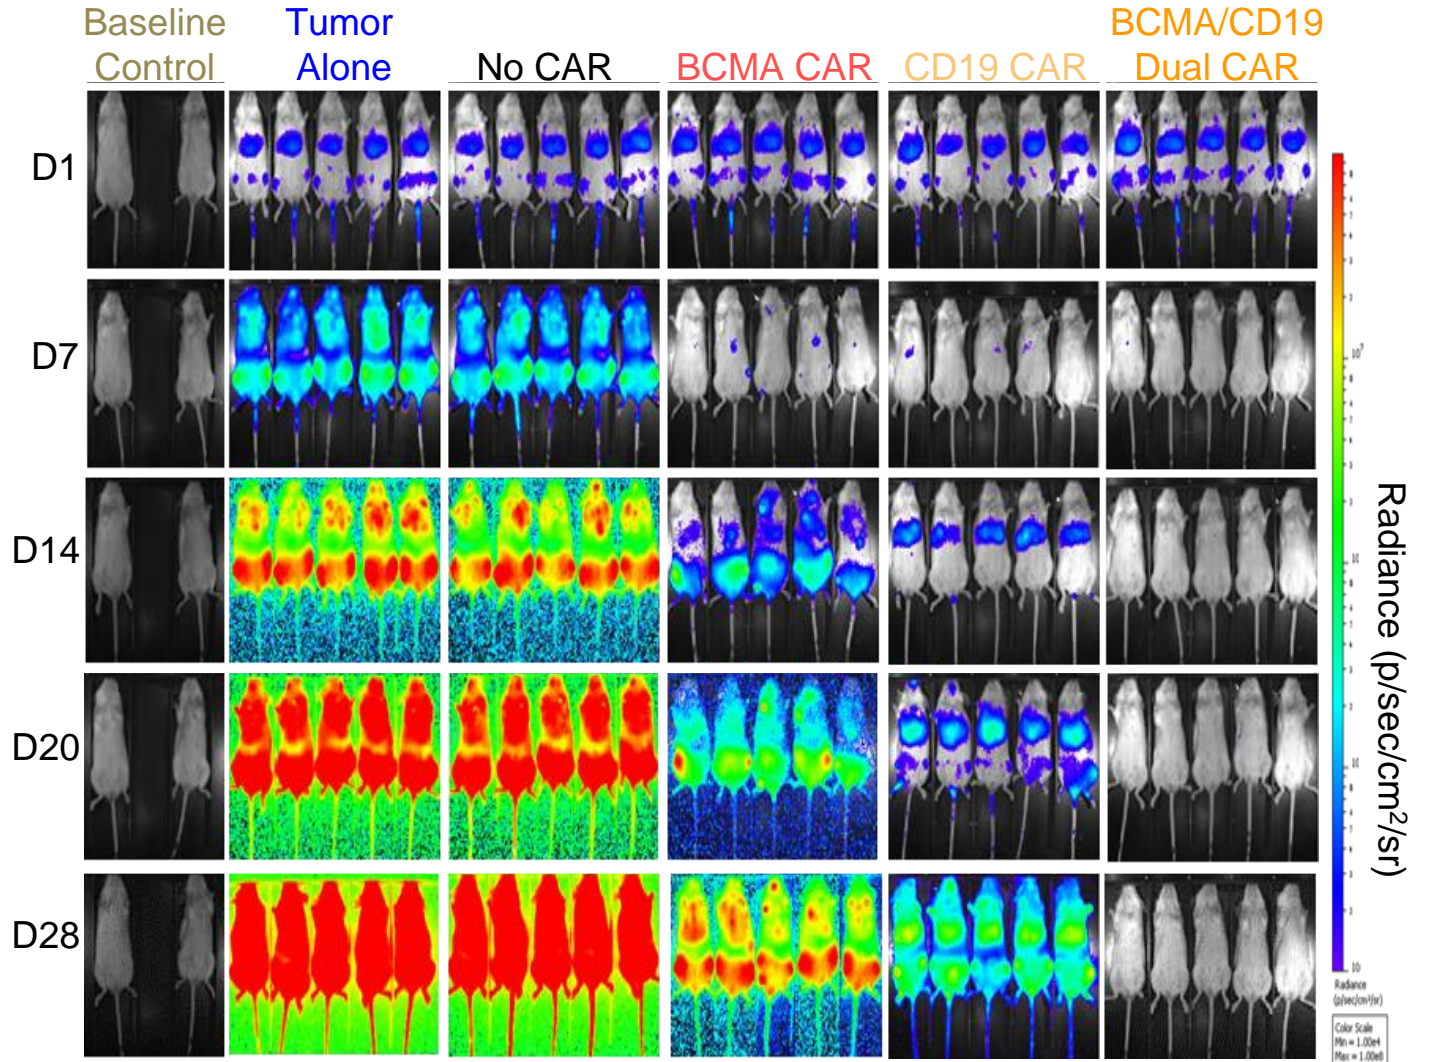 Baseline
Control
Tumor
Alone
No CAR
BCMA CAR
CD19 CAR
BCMA/CD19
Dual CAR
D1
D7
D14
D20
D28
10⁷
Radiance (p/sec/cm²/sr)
Radiance
(p/sec/cm²/sr)
Color Scale
Min = 1.00e4
Max = 1.00e8